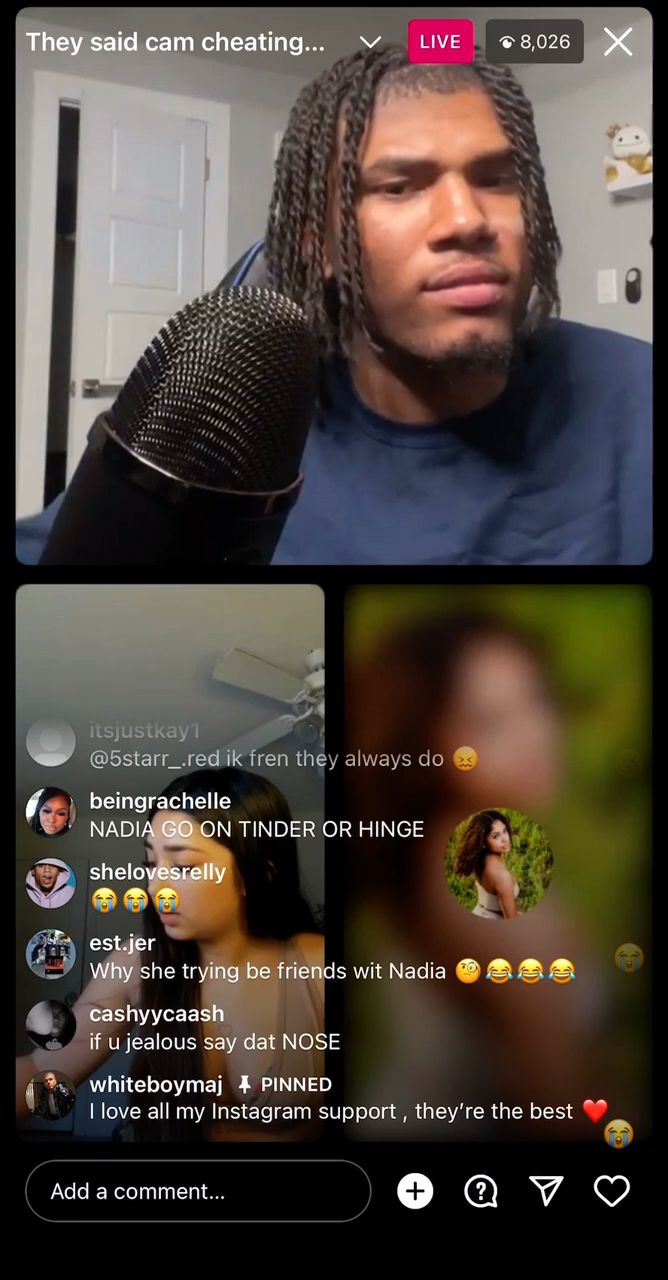 They said cam cheating...
LIVE
8,026
itsjustkay1
@5starr_.red ik fren they always do 😖
beingrachelle
NADIA GO ON TINDER OR HINGE
shelovesrelly
😭😭😭
est.jer
Why she trying be friends wit Nadia 🧐😂😂😂
cashyycaash
if u jealous say dat NOSE
whiteboymaj PINNED
I love all my Instagram support , they’re the best ❤️
Add a comment...